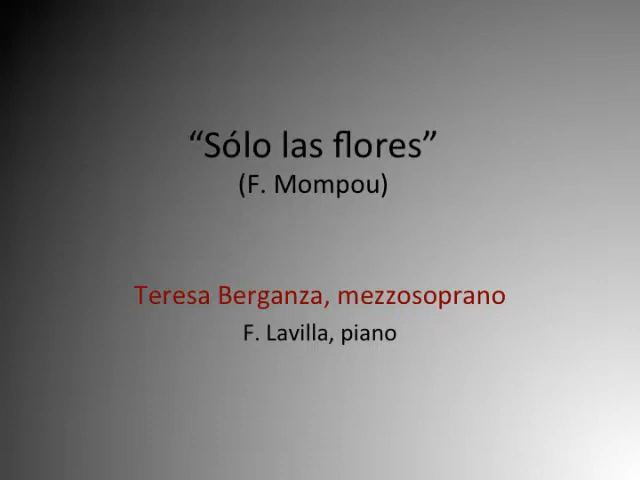 “Sólo las flores”
(F. Mompou)
Teresa Berganza, mezzosoprano
F. Lavilla, piano